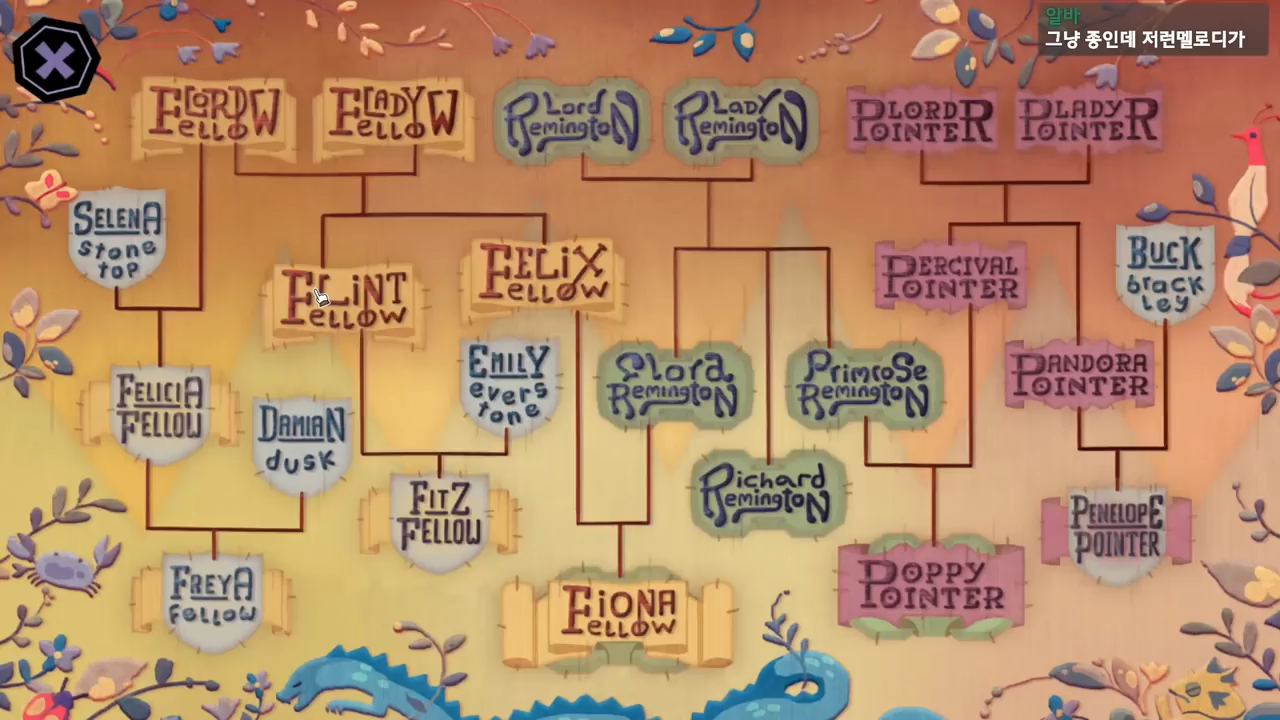 알바
그냥 종인데 저런멜로디가
LORD W
FELLOW
LADY W
FELLOW
Lord
Remington
Lady
Remington
LORD R
POINTER
LADY R
POINTER
SELENA
stone
top
FLINT
FELLOW
FELIX
FELLOW
PERCIVAL
POINTER
BUCK
brack
ley
FELICIA
FELLOW
DAMIAN
dusk
EMILY
evers
tone
Flora
Remington
Primrose
Remington
PANDORA
POINTER
FITZ
FELLOW
Richard
Remington
PENELOPE
POINTER
FREYA
FELLOW
FIONA
FELLOW
POPPY
POINTER